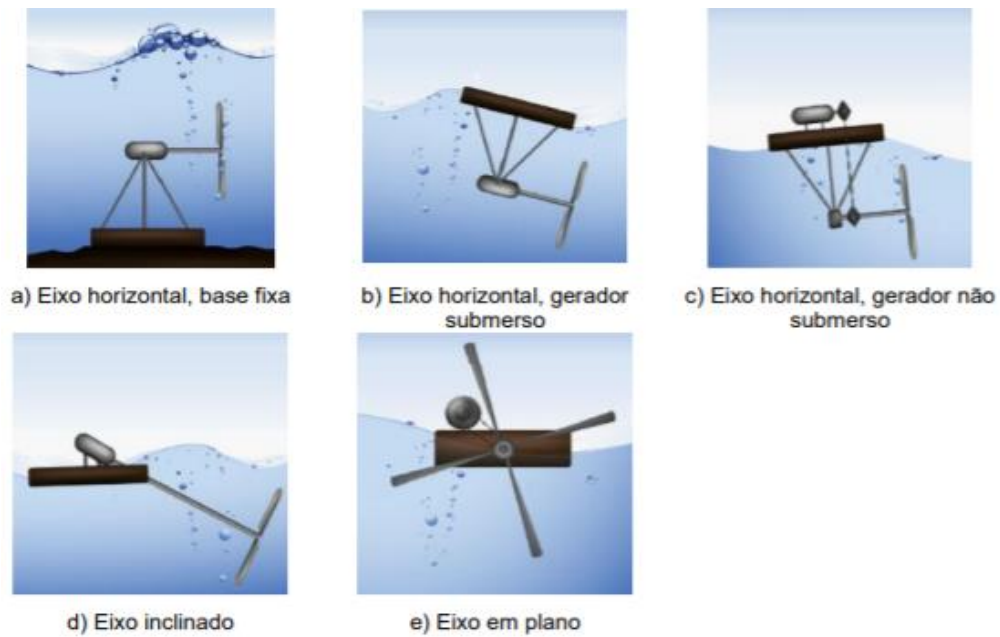 a) Eixo horizontal, base fixa
b) Eixo horizontal, gerador
submerso
c) Eixo horizontal, gerador não
submerso
d) Eixo inclinado
e) Eixo em plano